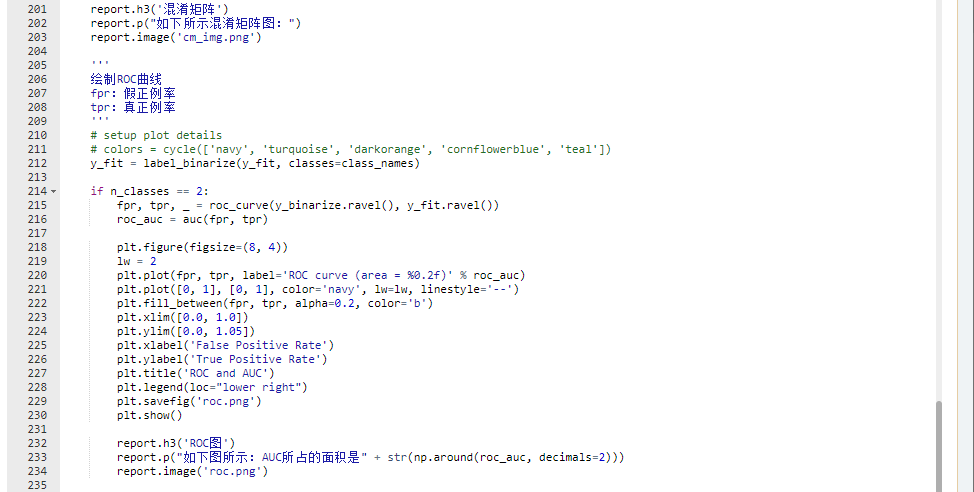 201 report.h3('混淆矩阵')
202 report.p("如下所示混淆矩阵图：")
203 report.image('cm_img.png')
204
205 '''
206 绘制ROC曲线
207 fpr：假正例率
208 tpr：真正例率
209 '''
210 # setup plot details
211 # colors = cycle(['navy', 'turquoise', 'darkorange', 'cornflowerblue', 'teal'])
212 y_fit = label_binarize(y_fit, classes=class_names)
213
214 if n_classes == 2:
215 fpr, tpr, _ = roc_curve(y_binarize.ravel(), y_fit.ravel())
216 roc_auc = auc(fpr, tpr)
217
218 plt.figure(figsize=(8, 4))
219 lw = 2
220 plt.plot(fpr, tpr, label='ROC curve (area = %0.2f)' % roc_auc)
221 plt.plot([0, 1], [0, 1], color='navy', lw=lw, linestyle='--')
222 plt.fill_between(fpr, tpr, alpha=0.2, color='b')
223 plt.xlim([0.0, 1.0])
224 plt.ylim([0.0, 1.05])
225 plt.xlabel('False Positive Rate')
226 plt.ylabel('True Positive Rate')
227 plt.title('ROC and AUC')
228 plt.legend(loc="lower right")
229 plt.savefig('roc.png')
230 plt.show()
231
232 report.h3('ROC图')
233 report.p("如下图所示：AUC所占的面积是" + str(np.around(roc_auc, decimals=2)))
234 report.image('roc.png')
235